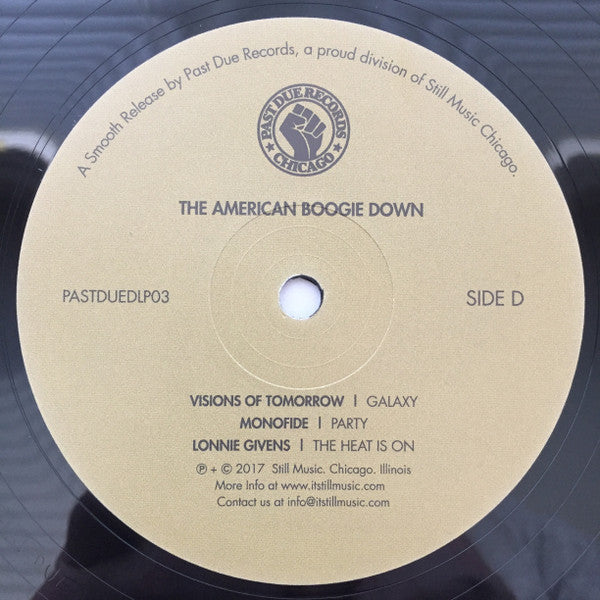 A Smooth Release by Past Due Records, a proud division of Still Music Chicago.
PAST DUE RECORDS
CHICAGO
THE AMERICAN BOOGIE DOWN
PASTDUEDLP03
SIDE D
VISIONS OF TOMORROW | GALAXY
MONOFIDE | PARTY
LONNIE GIVENS | THE HEAT IS ON
℗ + © 2017 Still Music. Chicago. Illinois
More Info at www.itstillmusic.com
Contact us at info@itstillmusic.com